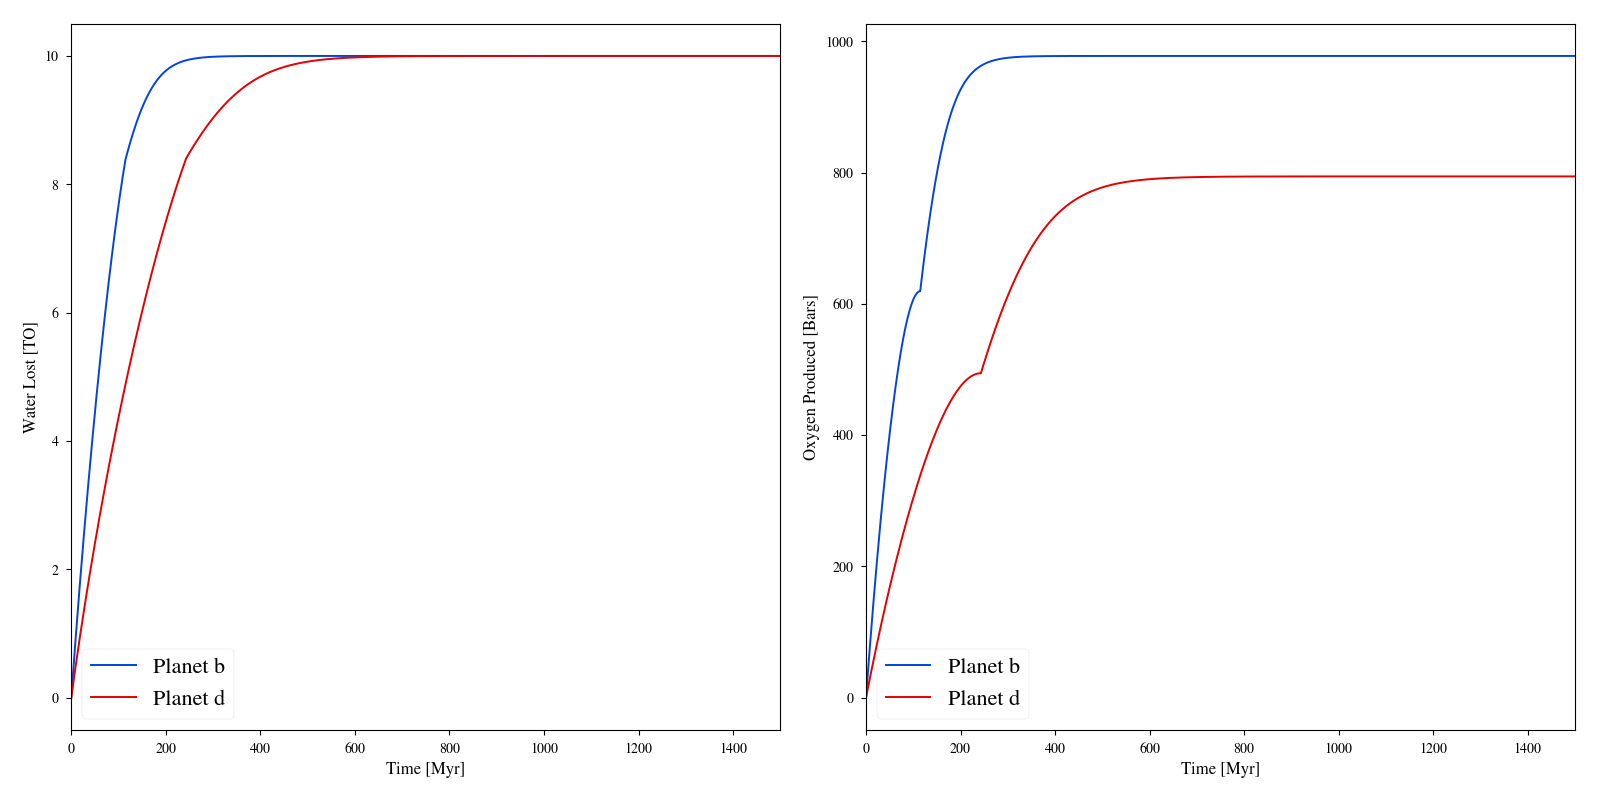 Water Lost [TO]
10
8
6
4
2
0
Planet b
Planet d
0 200 400 600 800 1000 1200 1400
Time [Myr]
Oxygen Produced [Bars]
1000
800
600
400
200
0
Planet b
Planet d
0 200 400 600 800 1000 1200 1400
Time [Myr]